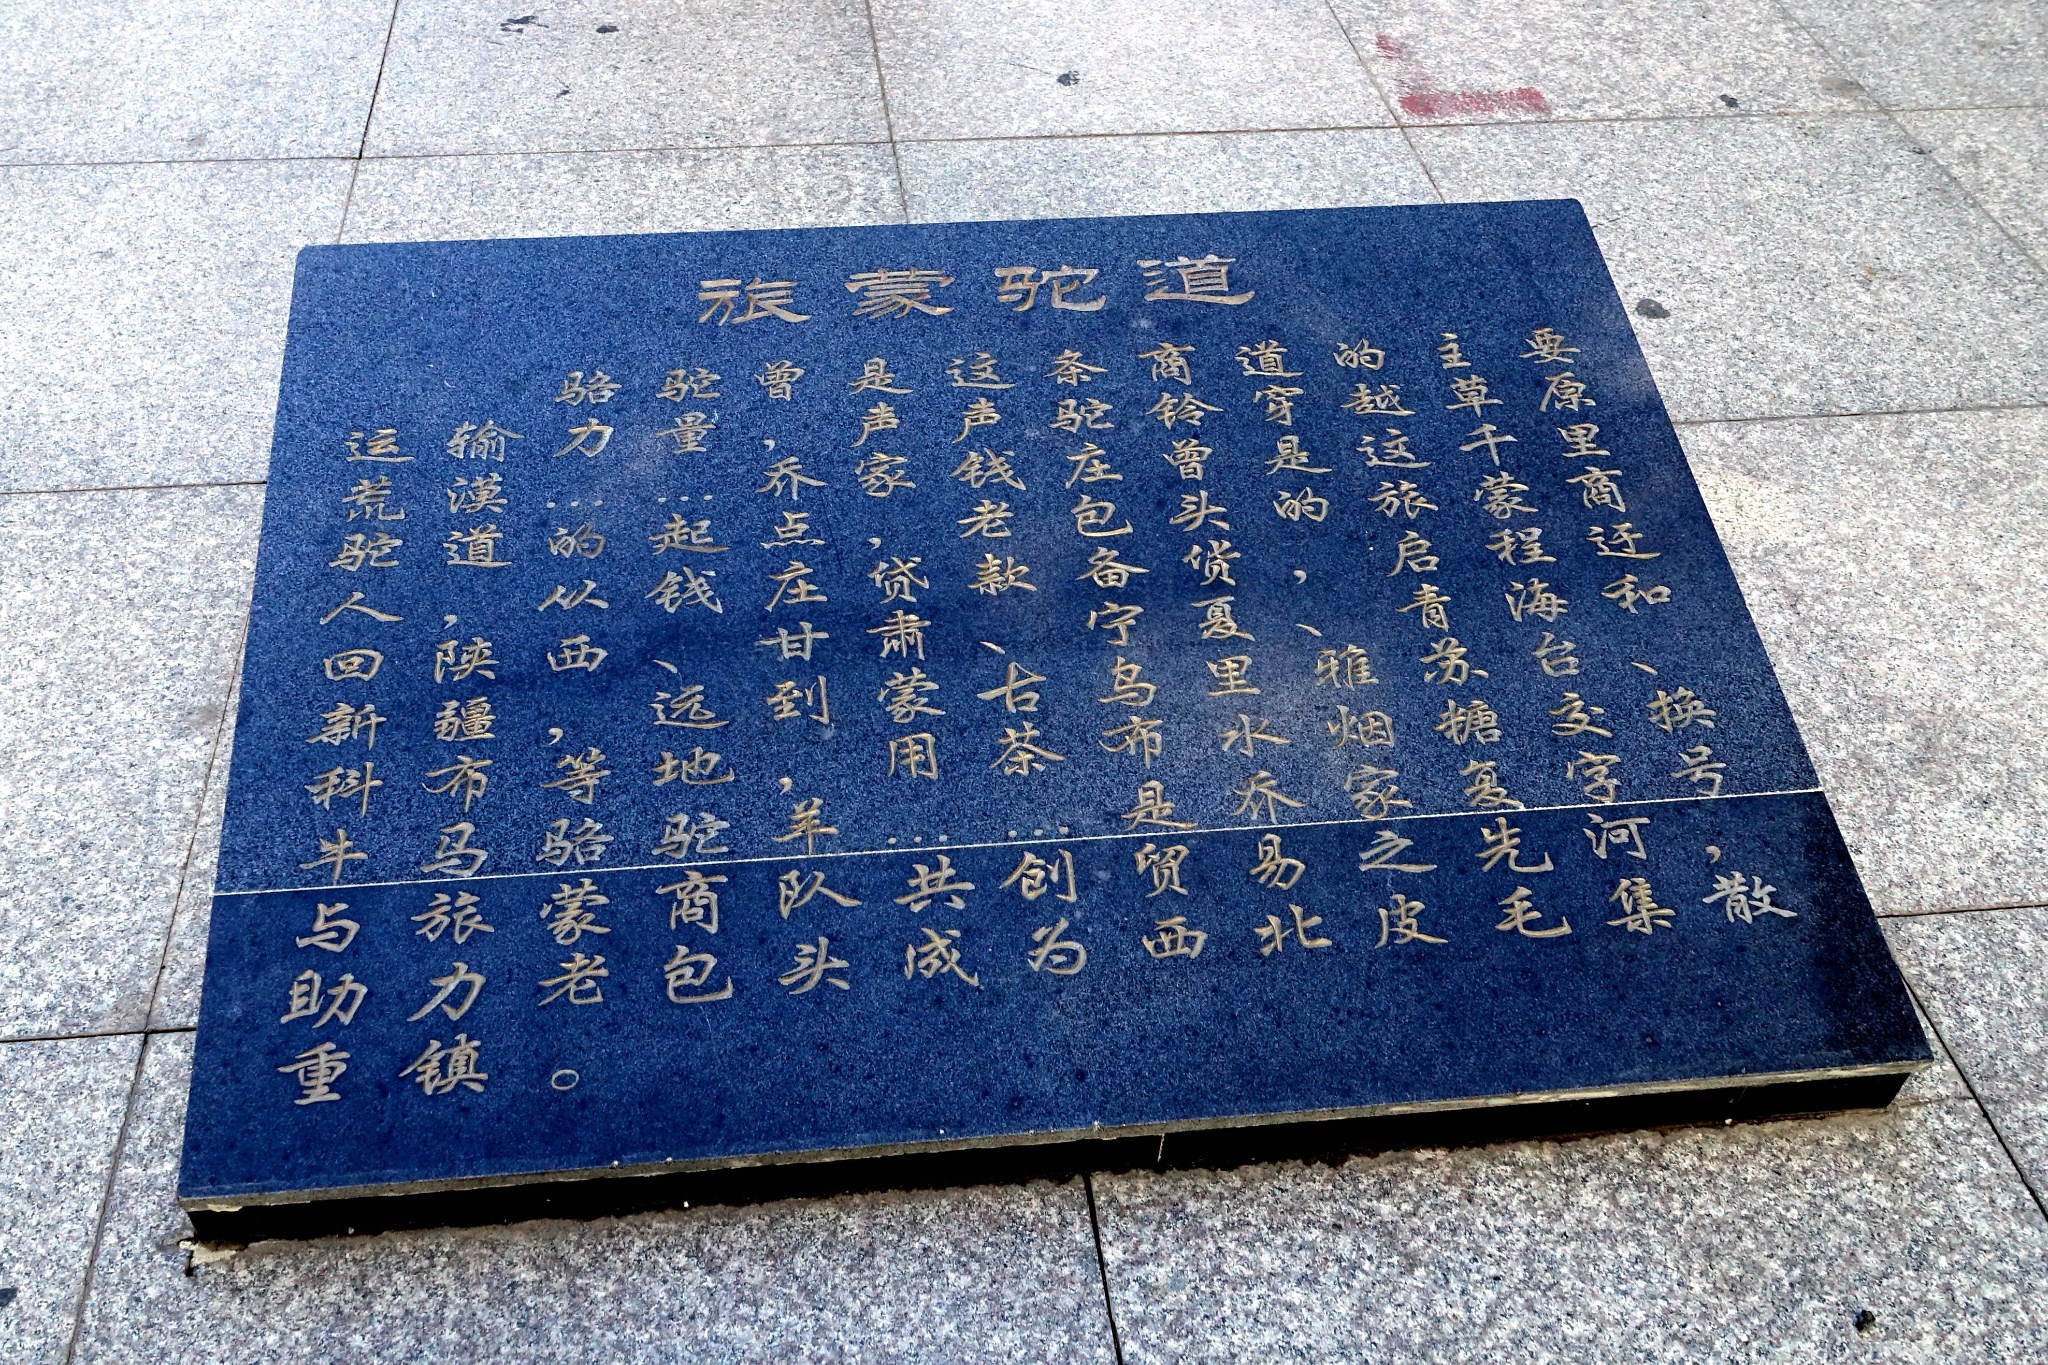 旅蒙驼道
骆驼曾是这条商道的主要
运输力量，声声驼铃穿越草原
荒漠……乔家钱庄曾是这千里
驼道的起点，老包头的旅蒙商
人，从钱庄贷款备货，启程迂
回陕西、甘肃、宁夏、青海和
新疆，远到蒙古乌里雅苏台、
科布等地，用茶布水烟糖交换
牛马骆驼羊……是乔家复字号，
与旅蒙商队共创贸易之先河，
助力老包头成为西北皮毛集散
重镇。